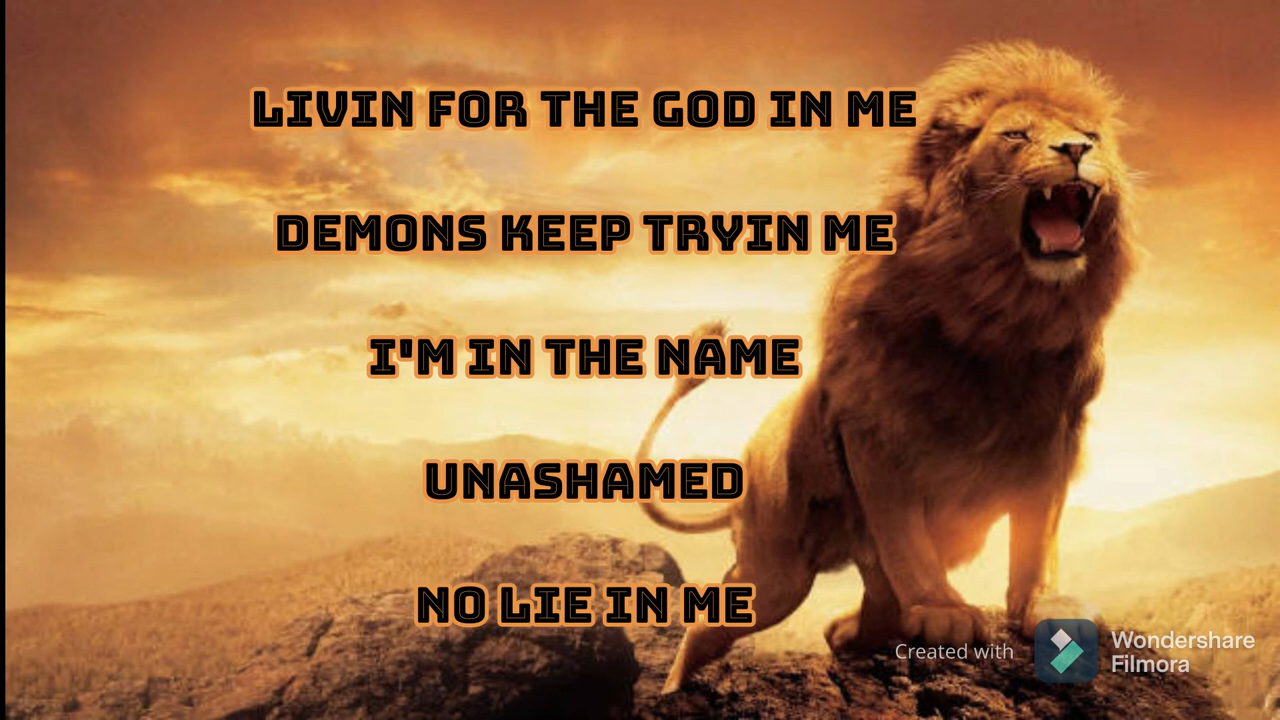 LIVIN FOR THE GOD IN ME
DEMONS KEEP TRYIN ME
I'M IN THE NAME
UNASHAMED
NO LIE IN ME
Created with
Wondershare
Filmora